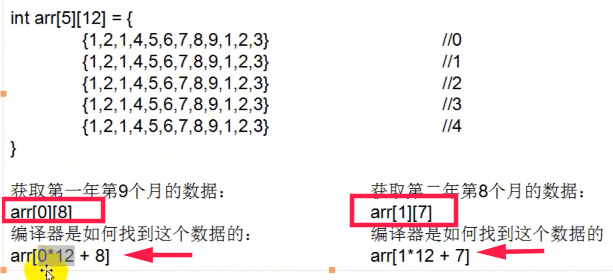 int arr[5][12] = {
{1,2,1,4,5,6,7,8,9,1,2,3} //0
{1,2,1,4,5,6,7,8,9,1,2,3} //1
{1,2,1,4,5,6,7,8,9,1,2,3} //2
{1,2,1,4,5,6,7,8,9,1,2,3} //3
{1,2,1,4,5,6,7,8,9,1,2,3} //4
}
获取第一年第9个月的数据：
arr[0][8]
编译器是如何找到这个数据的：
arr[0*12 + 8]
获取第二年第8个月的数据：
arr[1][7]
编译器是如何找到这个数据的
arr[1*12 + 7]